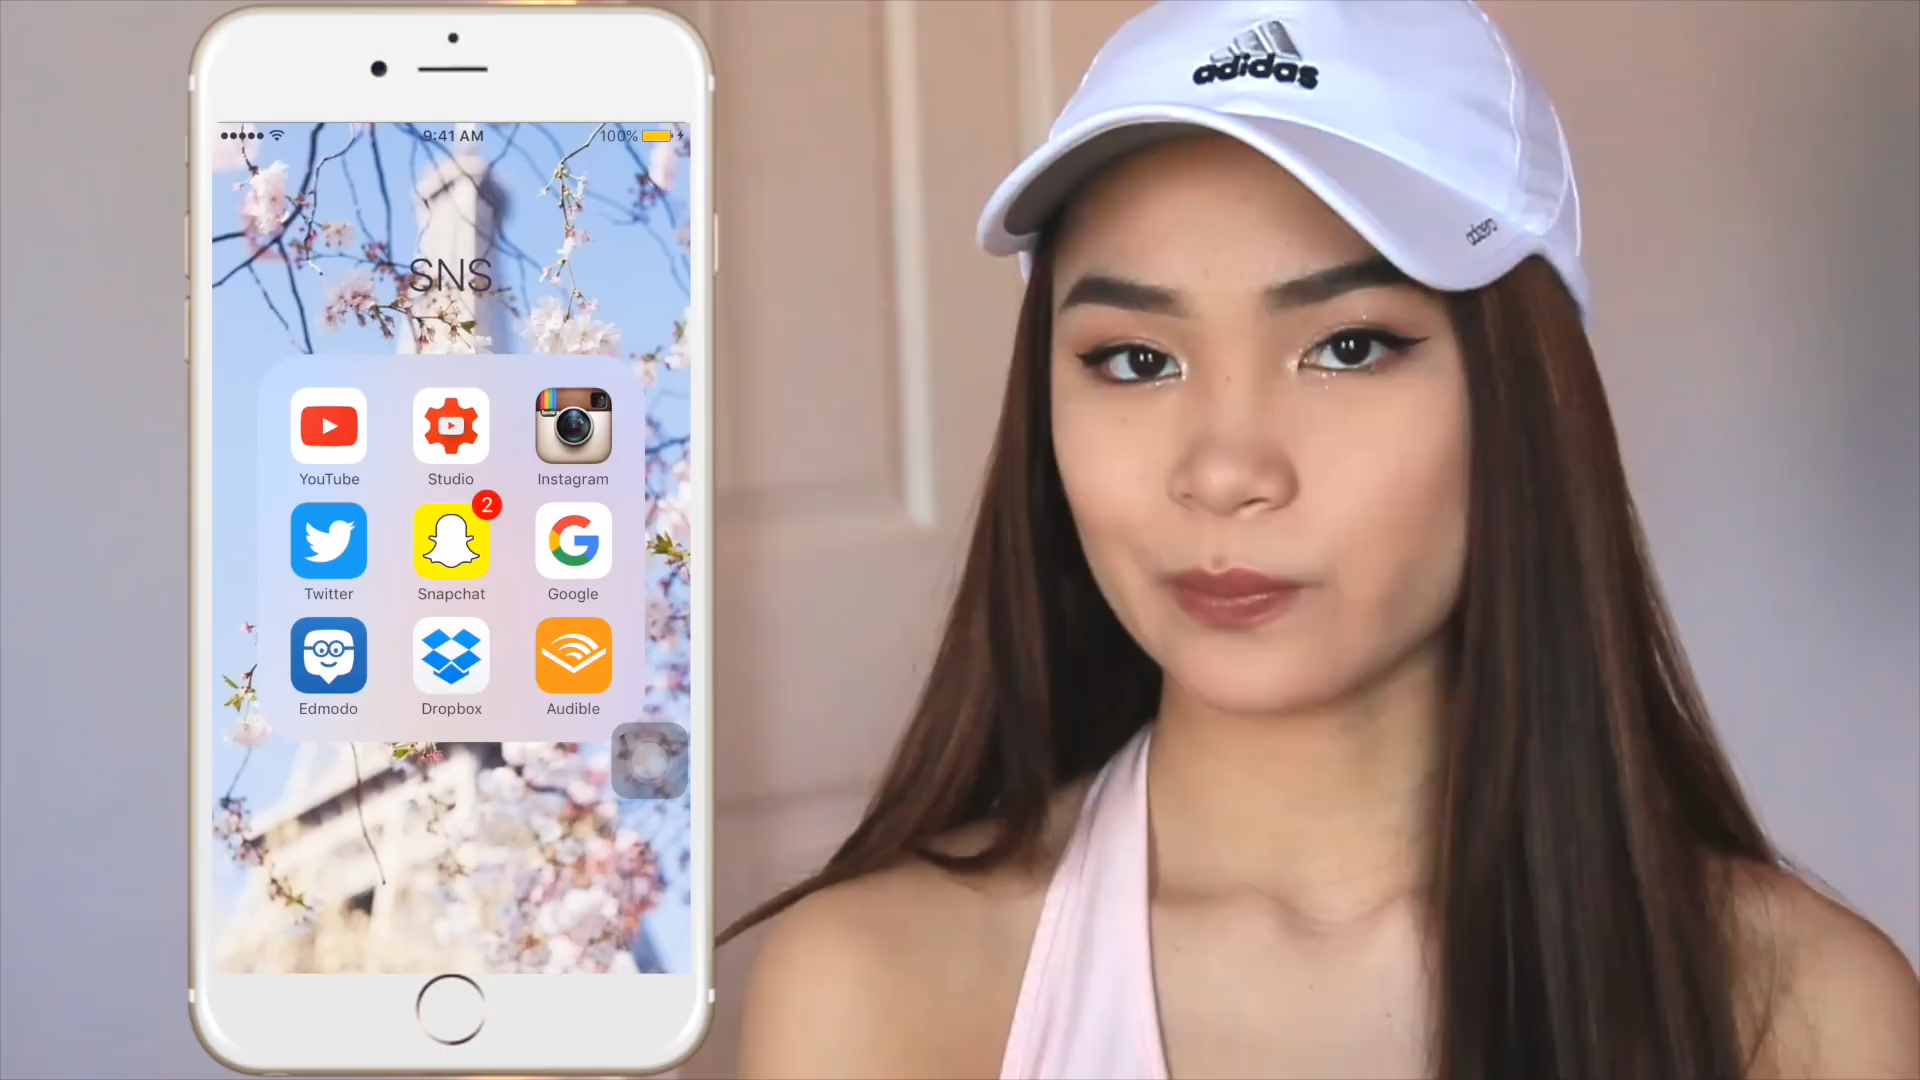 9:41 AM
100%
SNS
YouTube
Studio
Instagram
2
Twitter
Snapchat
Google
Edmodo
Dropbox
Audible
adidas